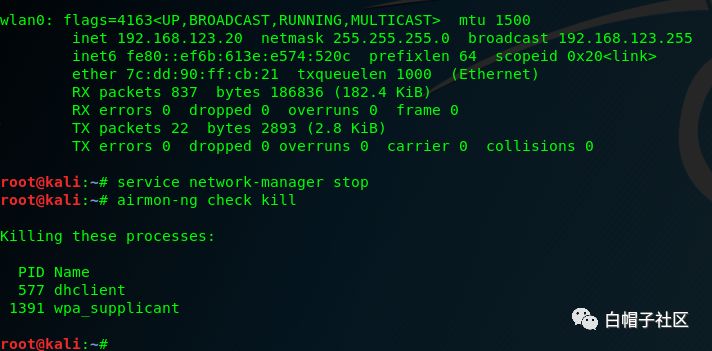 wlan0: flags=4163<UP,BROADCAST,RUNNING,MULTICAST>  mtu 1500
        inet 192.168.123.20  netmask 255.255.255.0  broadcast 192.168.123.255
        inet6 fe80::ef6b:613e:e574:520c  prefixlen 64  scopeid 0x20<link>
        ether 7c:dd:90:ff:cb:21  txqueuelen 1000  (Ethernet)
        RX packets 837  bytes 186836 (182.4 KiB)
        RX errors 0  dropped 0  overruns 0  frame 0
        TX packets 22  bytes 2893 (2.8 KiB)
        TX errors 0  dropped 0 overruns 0  carrier 0  collisions 0
root@kali:~# service network-manager stop
root@kali:~# airmon-ng check kill
Killing these processes:
  PID Name
  577 dhclient
 1391 wpa_supplicant
白帽子社区
root@kali:~#